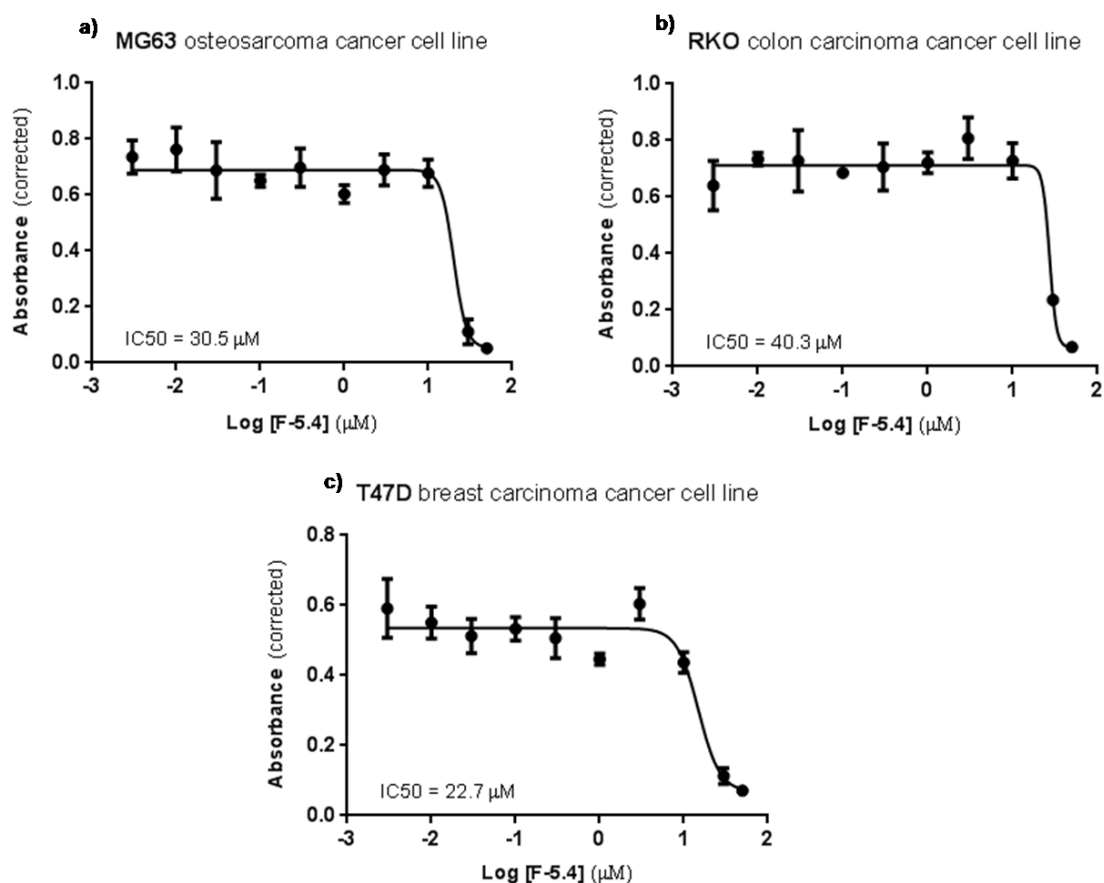 a) MG63 osteosarcoma cancer cell line
1.0
0.8
0.6
0.4
0.2
0.0
Absorbance (corrected)
IC50 = 30.5 μM
-3 -2 -1 0 1 2
Log [F-5.4] (μM)
b) RKO colon carcinoma cancer cell line
1.0
0.8
0.6
0.4
0.2
0.0
Absorbance (corrected)
IC50 = 40.3 μM
-3 -2 -1 0 1 2
Log [F-5.4] (μM)
c) T47D breast carcinoma cancer cell line
0.8
0.6
0.4
0.2
0.0
Absorbance (corrected)
IC50 = 22.7 μM
-3 -2 -1 0 1 2
Log [F-5.4] (μM)